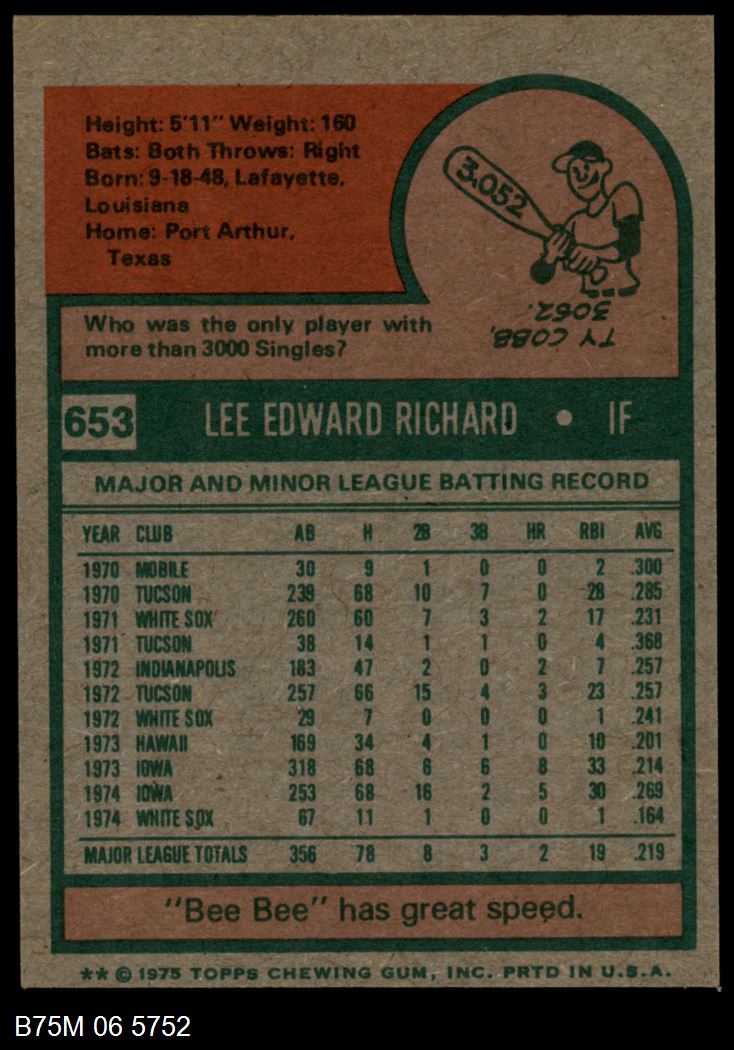 Height: 5'11" Weight: 160
Bats: Both Throws: Right
Born: 9-18-48, Lafayette,
Louisiana
Home: Port Arthur,
Texas
3,052
TY COBB,
3052.
Who was the only player with
more than 3000 Singles?
653 LEE EDWARD RICHARD • IF
MAJOR AND MINOR LEAGUE BATTING RECORD
YEAR CLUB AB H 2B 3B HR RBI AVG
1970 MOBILE 30 9 1 0 0 2 .300
1970 TUCSON 239 68 10 7 0 28 .285
1971 WHITE SOX 260 60 7 3 2 17 .231
1971 TUCSON 38 14 1 1 0 4 .368
1972 INDIANAPOLIS 183 47 2 0 2 7 .257
1972 TUCSON 257 66 15 4 3 23 .257
1972 WHITE SOX 29 7 0 0 0 1 .241
1973 HAWAII 169 34 4 1 0 10 .201
1973 IOWA 318 68 6 6 8 33 .214
1974 IOWA 253 68 16 2 5 30 .269
1974 WHITE SOX 67 11 1 0 0 1 .164
MAJOR LEAGUE TOTALS 356 78 8 3 2 19 .219
"Bee Bee" has great speed.
** © 1975 TOPPS CHEWING GUM, INC. PRTD IN U.S.A.
B75M 06 5752